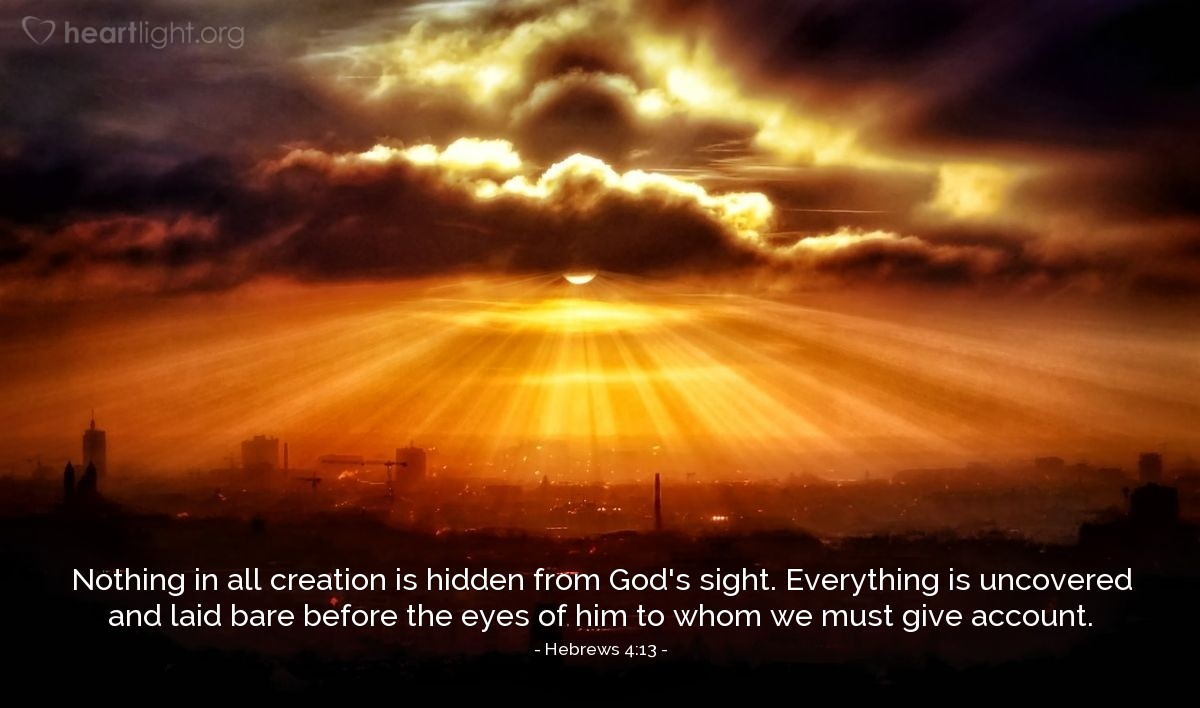 heartlight.org
Nothing in all creation is hidden from God's sight. Everything is uncovered
and laid bare before the eyes of him to whom we must give account.
- Hebrews 4:13 -